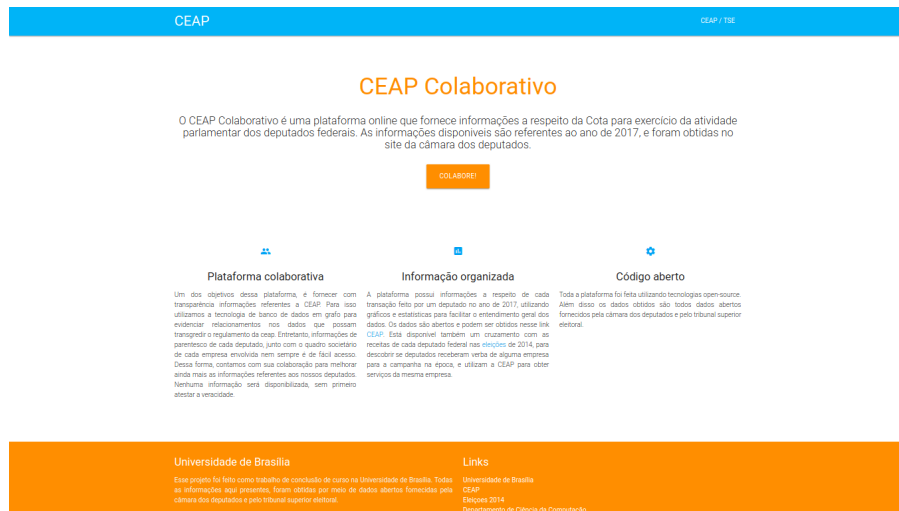 CEAP
CEAP / TSE
CEAP Colaborativo
O CEAP Colaborativo é uma plataforma online que fornece informações a respeito da Cota para exercício da atividade
parlamentar dos deputados federais. As informações disponiveis são referentes ao ano de 2017, e foram obtidas no
site da câmara dos deputados.
COLABORE!
Plataforma colaborativa
Um dos objetivos dessa plataforma, é fornecer com
transparência informações referentes a CEAP. Para isso
utilizamos a tecnologia de banco de dados em grafo para
evidenciar relacionamentos nos dados que possam
transgredir o regulamento da ceap. Entretanto, informações de
parentesco de cada deputado, junto com o quadro societário
de cada empresa envolvida nem sempre é de fácil acesso.
Dessa forma, contamos com sua colaboração para melhorar
ainda mais as informações referentes aos nossos deputados.
Nenhuma informação será disponibilizada, sem primeiro
atestar a veracidade.
Informação organizada
A plataforma possui informações a respeito de cada
transação feito por um deputado no ano de 2017, utilizando
gráficos e estatisticas para facilitar o entendimento geral dos
dados. Os dados são abertos e podem ser obtidos nesse link
CEAP. Está disponivel também um cruzamento com as
receitas de cada deputado federal nas eleições de 2014, para
descobrir se deputados receberam verba de alguma empresa
para a campanha na época, e utilizam a CEAP para obter
serviços da mesma empresa.
Código aberto
Toda a plataforma foi feita utilizando tecnologias open-source.
Além disso os dados obtidos são todos dados abertos
fornecidos pela câmara dos deputados e pelo tribunal superior
eleitoral.
Universidade de Brasília
Esse projeto foi feito como trabalho de conclusão de curso na Universidade de Brasília. Todas
as informações aqui presentes, foram obtidas por meio de dados abertos fornecidas pela
câmara dos deputados e pelo tribunal superior eleitoral.
Links
Universidade de Brasília
CEAP
Eleiçoes 2014
Departamento de Ciência da Computação